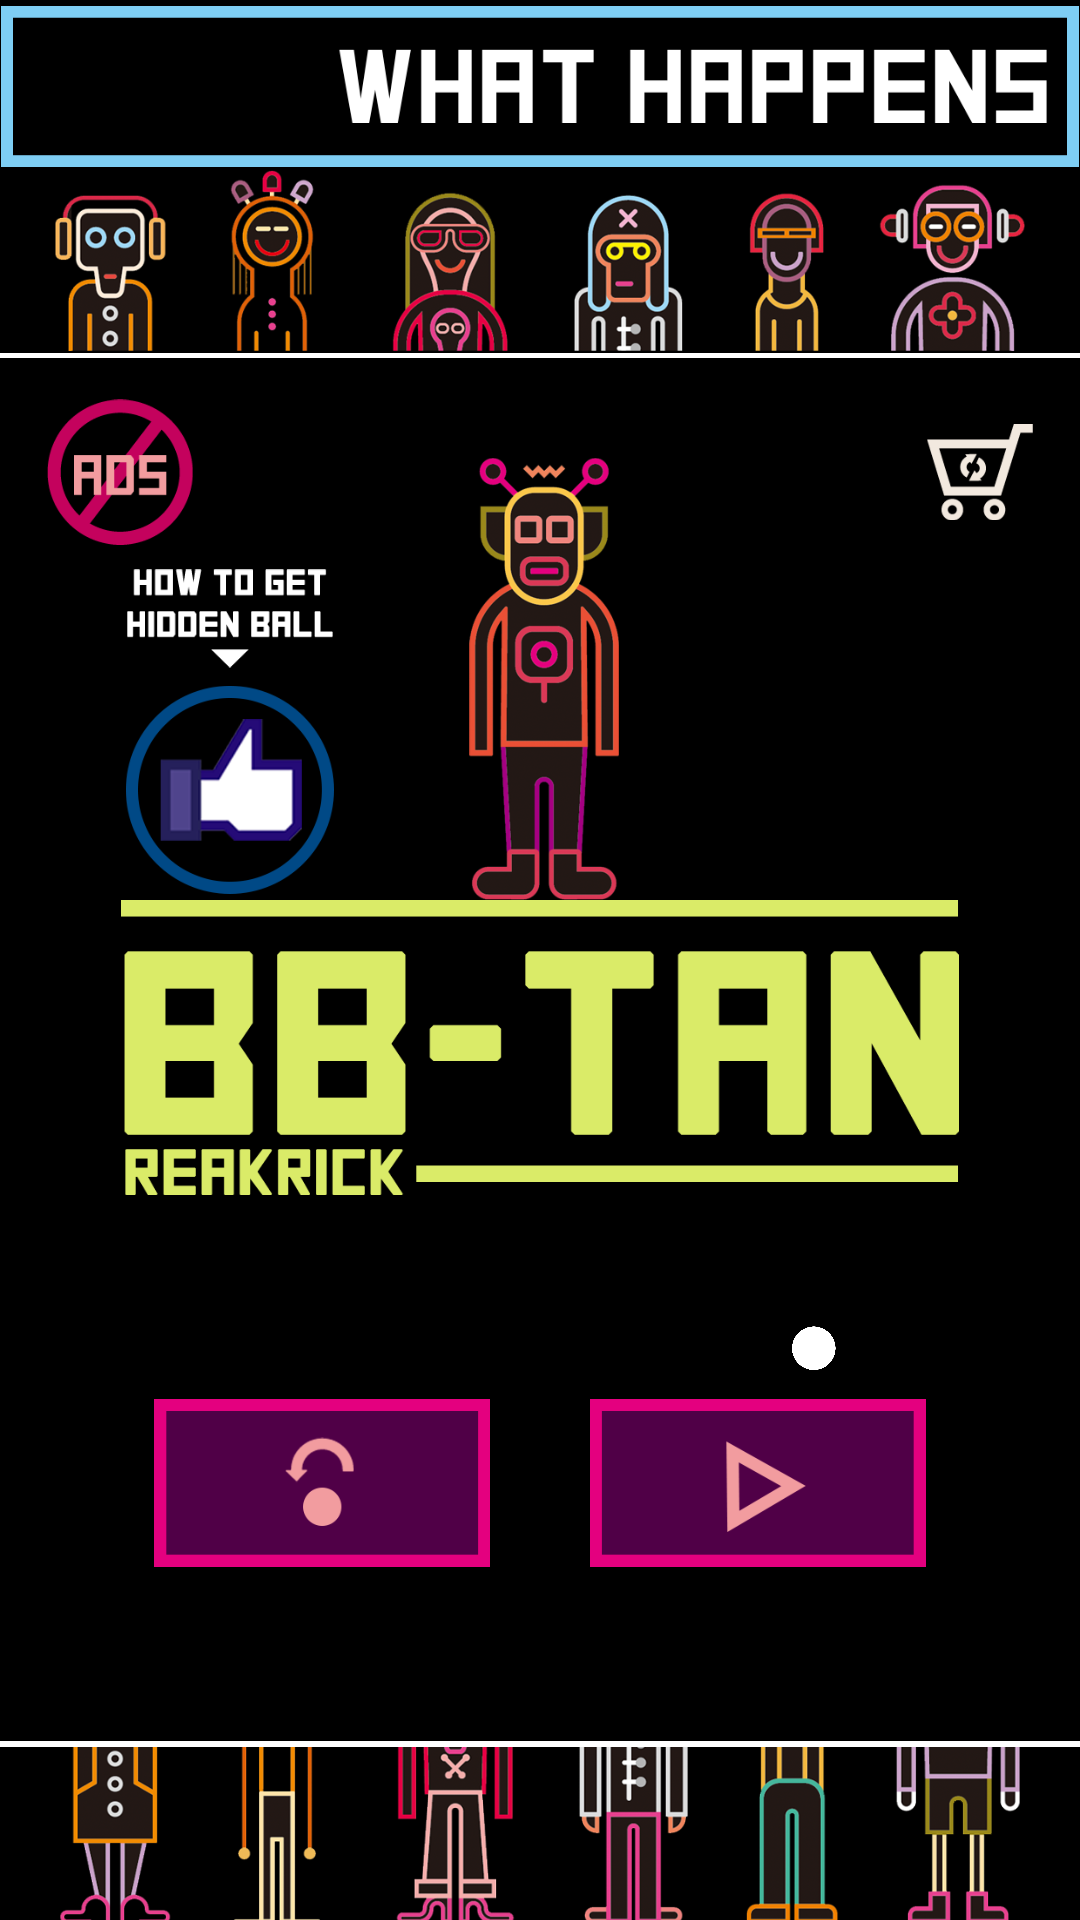 WHAT HAPPENS
ADS
HOW TO GET
HIDDEN BALL
BB-TAN
REAKRICK